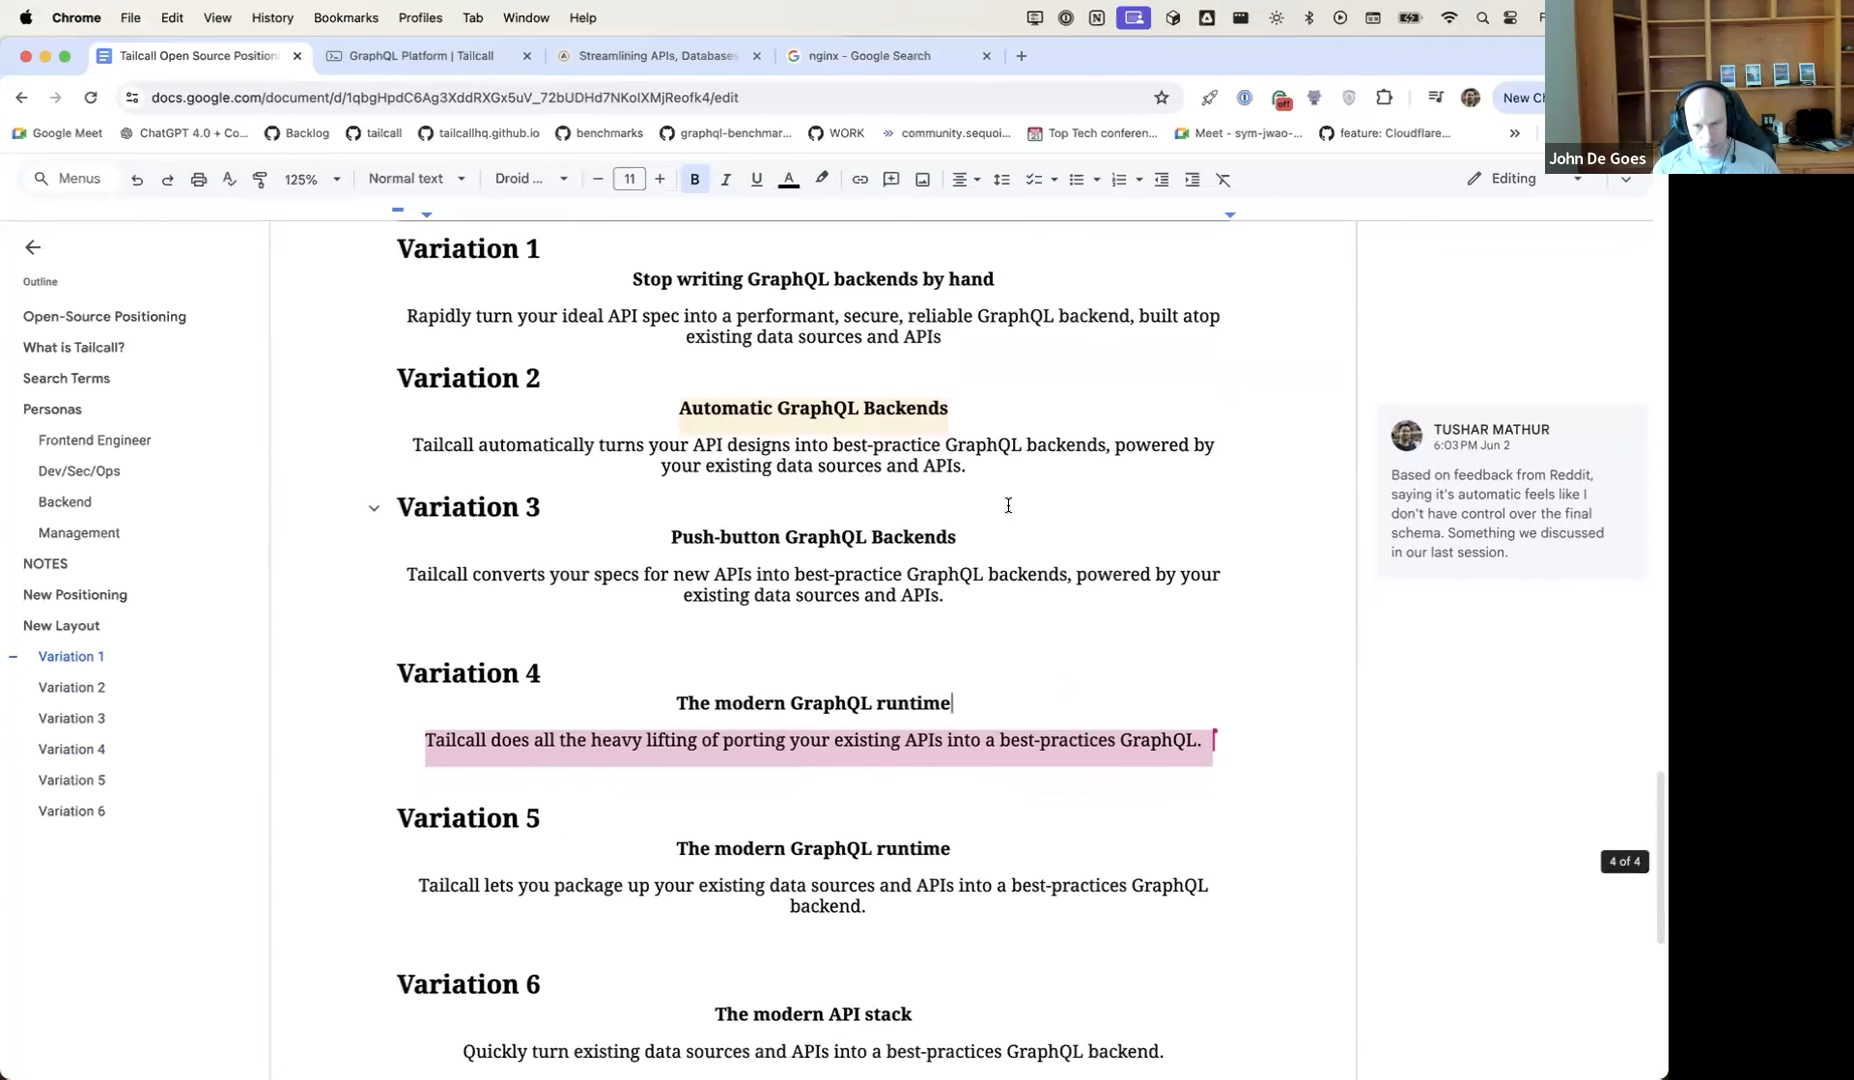 Chrome File Edit View History Bookmarks Profiles Tab Window Help
Tailcall Open Source Position
GraphQL Platform | Tailcall
Streamlining APIs, Databases
nginx - Google Search
docs.google.com/document/d/1qbgHpdC6Ag3XddRXGx5uV_72bUDHd7NKolXMjReofk4/edit
off
New Ch
Google Meet ChatGPT 4.0 + Co... Backlog tailcall tailcallhq.github.io benchmarks graphql-benchmar... WORK community.sequoi... Top Tech conferen... Meet - sym-jwao-... feature: Cloudflare...
John De Goes
Menus 125% Normal text Droid ... 11 B I U A Editing
Outline
Open-Source Positioning
What is Tailcall?
Search Terms
Personas
Frontend Engineer
Dev/Sec/Ops
Backend
Management
NOTES
New Positioning
New Layout
Variation 1
Variation 2
Variation 3
Variation 4
Variation 5
Variation 6
Variation 1
Stop writing GraphQL backends by hand
Rapidly turn your ideal API spec into a performant, secure, reliable GraphQL backend, built atop
existing data sources and APIs
Variation 2
Automatic GraphQL Backends
Tailcall automatically turns your API designs into best-practice GraphQL backends, powered by
your existing data sources and APIs.
Variation 3
Push-button GraphQL Backends
Tailcall converts your specs for new APIs into best-practice GraphQL backends, powered by your
existing data sources and APIs.
Variation 4
The modern GraphQL runtime
Tailcall does all the heavy lifting of porting your existing APIs into a best-practices GraphQL.
Variation 5
The modern GraphQL runtime
Tailcall lets you package up your existing data sources and APIs into a best-practices GraphQL
backend.
Variation 6
The modern API stack
Quickly turn existing data sources and APIs into a best-practices GraphQL backend.
TUSHAR MATHUR
6:03 PM Jun 2
Based on feedback from Reddit,
saying it's automatic feels like I
don't have control over the final
schema. Something we discussed
in our last session.
4 of 4